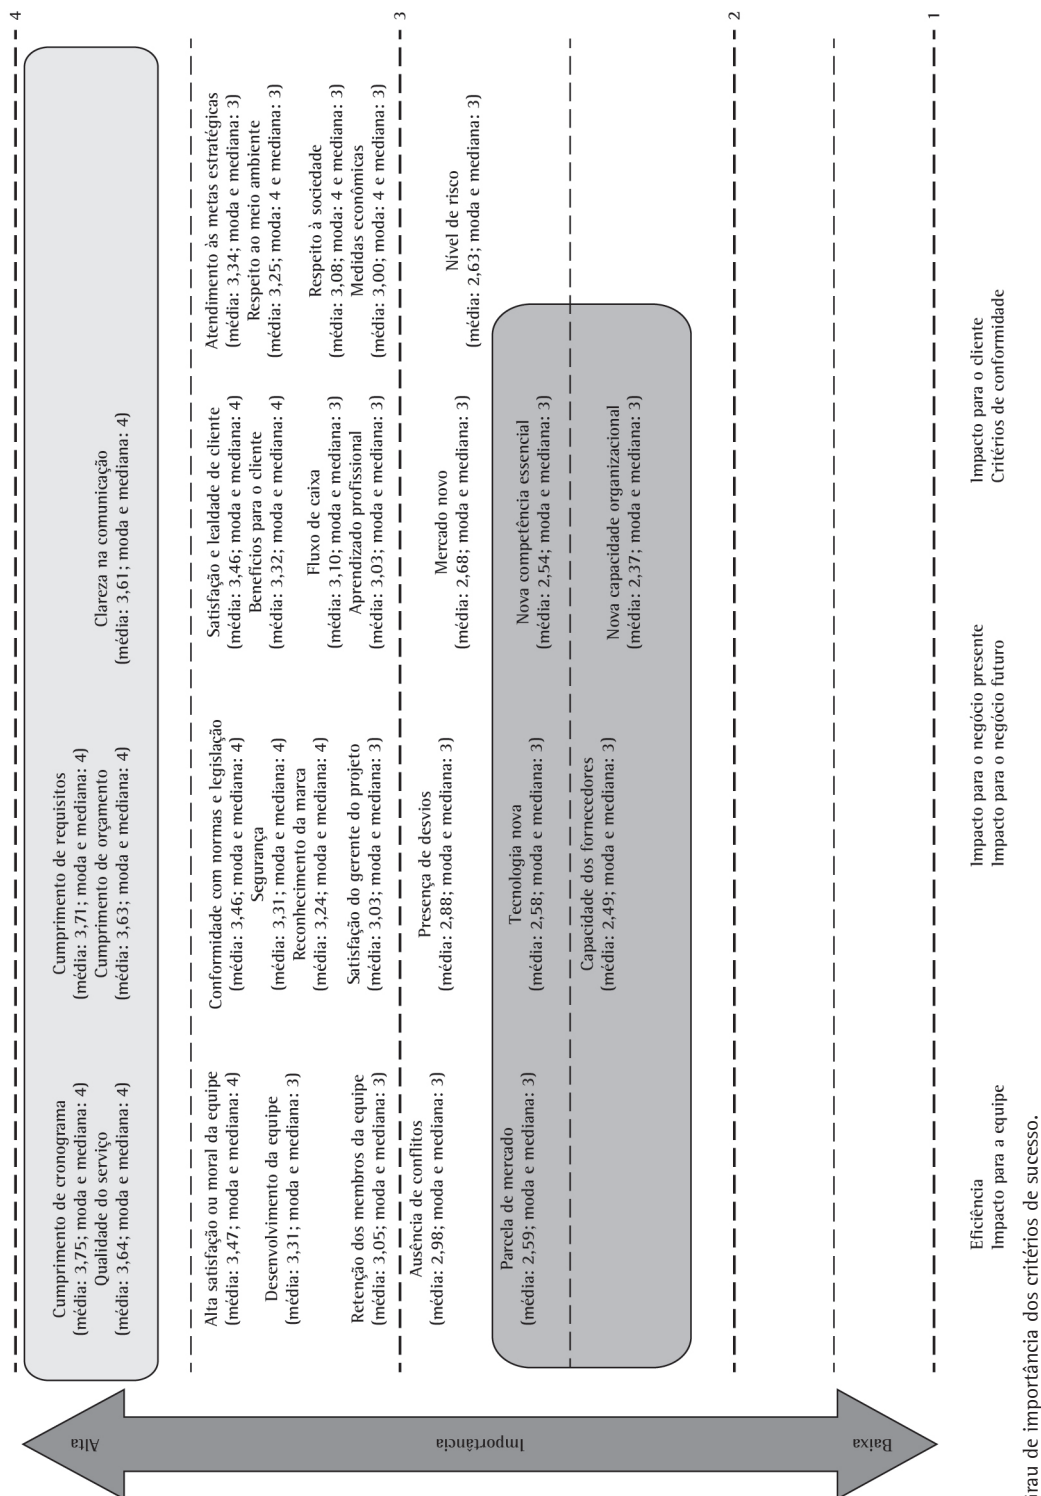 4
Cumprimento de cronograma
(média: 3,75; moda e mediana: 4)
Qualidade do serviço
(média: 3,64; moda e mediana: 4)
Cumprimento de requisitos
(média: 3,71; moda e mediana: 4)
Cumprimento de orçamento
(média: 3,63; moda e mediana: 4)
Clareza na comunicação
(média: 3,61; moda e mediana: 4)
Alta satisfação ou moral da equipe
(média: 3,47; moda e mediana: 4)
Desenvolvimento da equipe
(média: 3,31; moda e mediana: 3)
Retenção dos membros da equipe
(média: 3,05; moda e mediana: 3)
Conformidade com normas e legislação
(média: 3,46; moda e mediana: 4)
Segurança
(média: 3,31; moda e mediana: 4)
Reconhecimento da marca
(média: 3,24; moda e mediana: 4)
Satisfação do gerente do projeto
(média: 3,03; moda e mediana: 3)
Satisfação e lealdade de cliente
(média: 3,46; moda e mediana: 4)
Benefícios para o cliente
(média: 3,32; moda e mediana: 4)
Fluxo de caixa
(média: 3,10; moda e mediana: 3)
Aprendizado profissional
(média: 3,03; moda e mediana: 3)
Atendimento às metas estratégicas
(média: 3,34; moda e mediana: 3)
Respeito ao meio ambiente
(média: 3,25; moda: 4 e mediana: 3)
Respeito à sociedade
(média: 3,08; moda: 4 e mediana: 3)
Medidas econômicas
(média: 3,00; moda: 4 e mediana: 3)
3
Ausência de conflitos
(média: 2,98; moda e mediana: 3)
Presença de desvios
(média: 2,88; moda e mediana: 3)
Mercado novo
(média: 2,68; moda e mediana: 3)
Nível de risco
(média: 2,63; moda e mediana: 3)
Parcela de mercado
(média: 2,59; moda e mediana: 3)
Tecnologia nova
(média: 2,58; moda e mediana: 3)
Capacidade dos fornecedores
(média: 2,49; moda e mediana: 3)
Nova competência essencial
(média: 2,54; moda e mediana: 3)
Nova capacidade organizacional
(média: 2,37; moda e mediana: 3)
2
1
Alta
Importância
Baixa
Eficiência
Impacto para a equipe
Impacto para o negócio presente
Impacto para o negócio futuro
Impacto para o cliente
Critérios de conformidade
rau de importância dos critérios de sucesso.